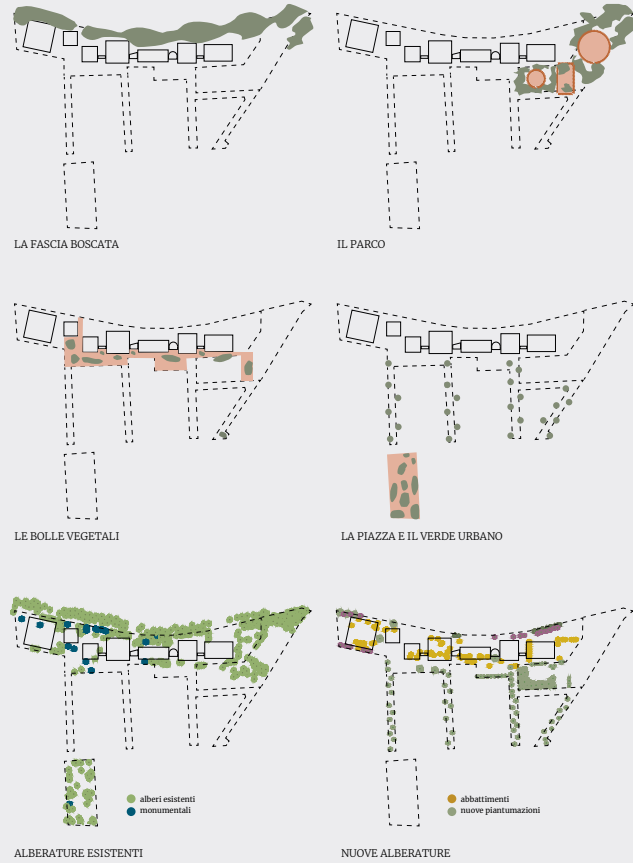 LA FASCIA BOSCATA
IL PARCO
LE BOLLE VEGETALI
LA PIAZZA E IL VERDE URBANO
alberi esistenti
monumentali
abbattimenti
nuove piantumazioni
ALBERATURE ESISTENTI
NUOVE ALBERATURE